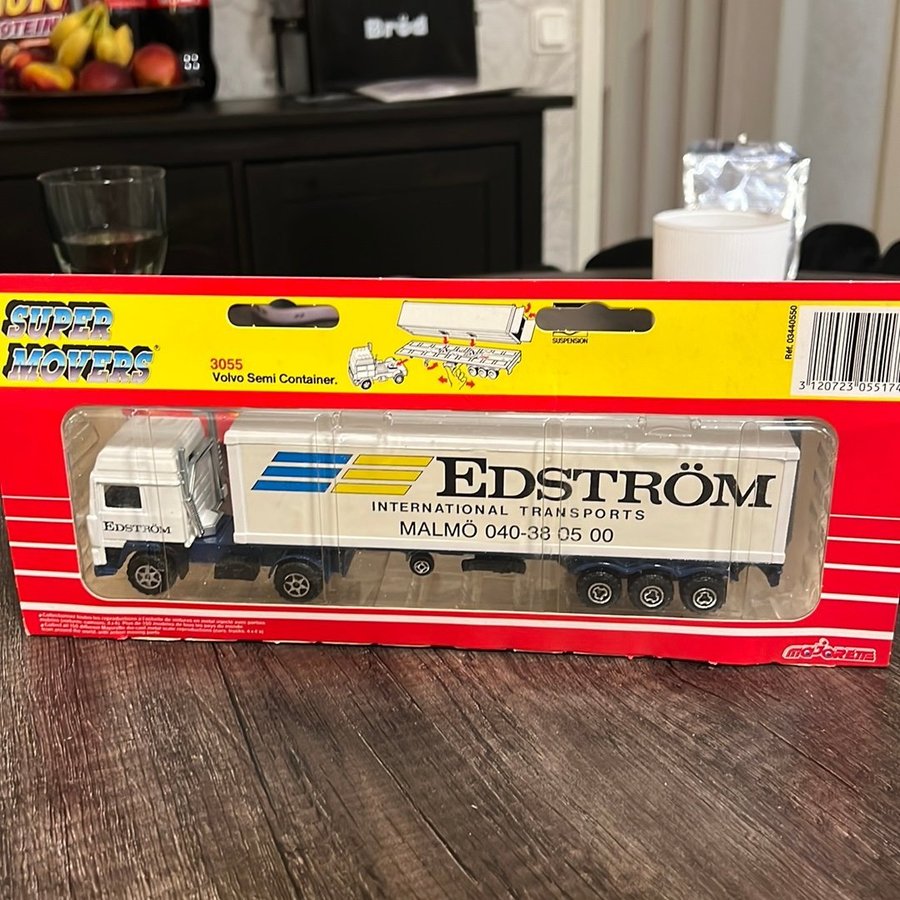 PROTEIN
Bröd
SUPER
MOVERS
3055
Volvo Semi Container.
SUSPENSION
Réf. 03440550
3 120723 055174
EDSTRÖM
INTERNATIONAL TRANSPORTS
MALMÖ 040-38 05 00
EDSTRÖM
majorette